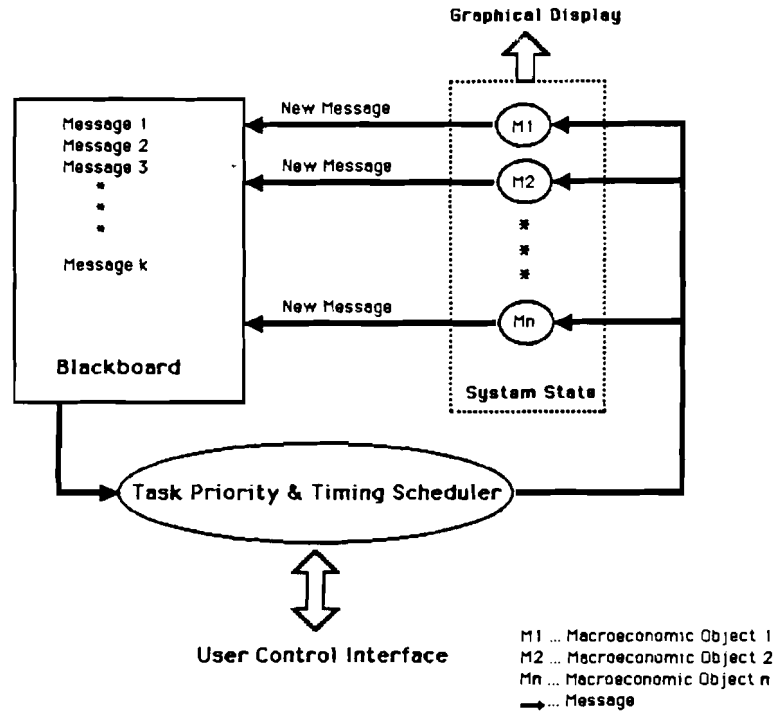 Graphical Display
New Message
Message 1
Message 2
Message 3
*
*
*
Message k
Blackboard
M1
New Message
M2
*
*
*
New Message
Mn
System State
Task Priority & Timing Scheduler
User Control Interface
M1 ... Macroeconomic Object 1
M2 ... Macroeconomic Object 2
Mn ... Macroeconomic Object n
... Message